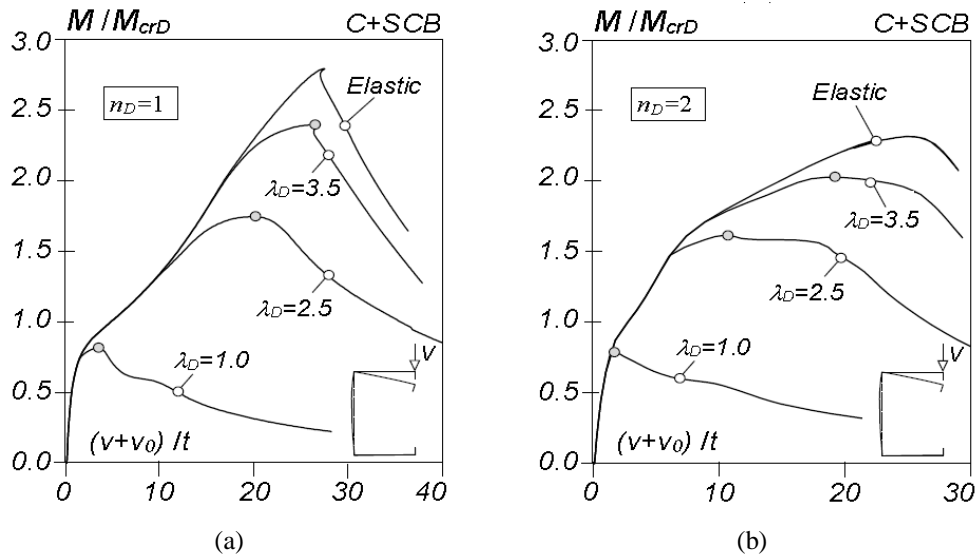 (a) M / McrD C+SCB (b) M / McrD C+SCB
3.0 3.0
nD=1 Elastic nD=2
2.5 2.5 Elastic
2.0 λD=3.5 2.0 λD=3.5
1.5 1.5
λD=2.5 λD=2.5
1.0 1.0
λD=1.0 v λD=1.0 v
0.5 0.5
(v+v0) /t (v+v0) /t
0.0 0.0
0 10 20 30 40 0 10 20 30
(a) (b)